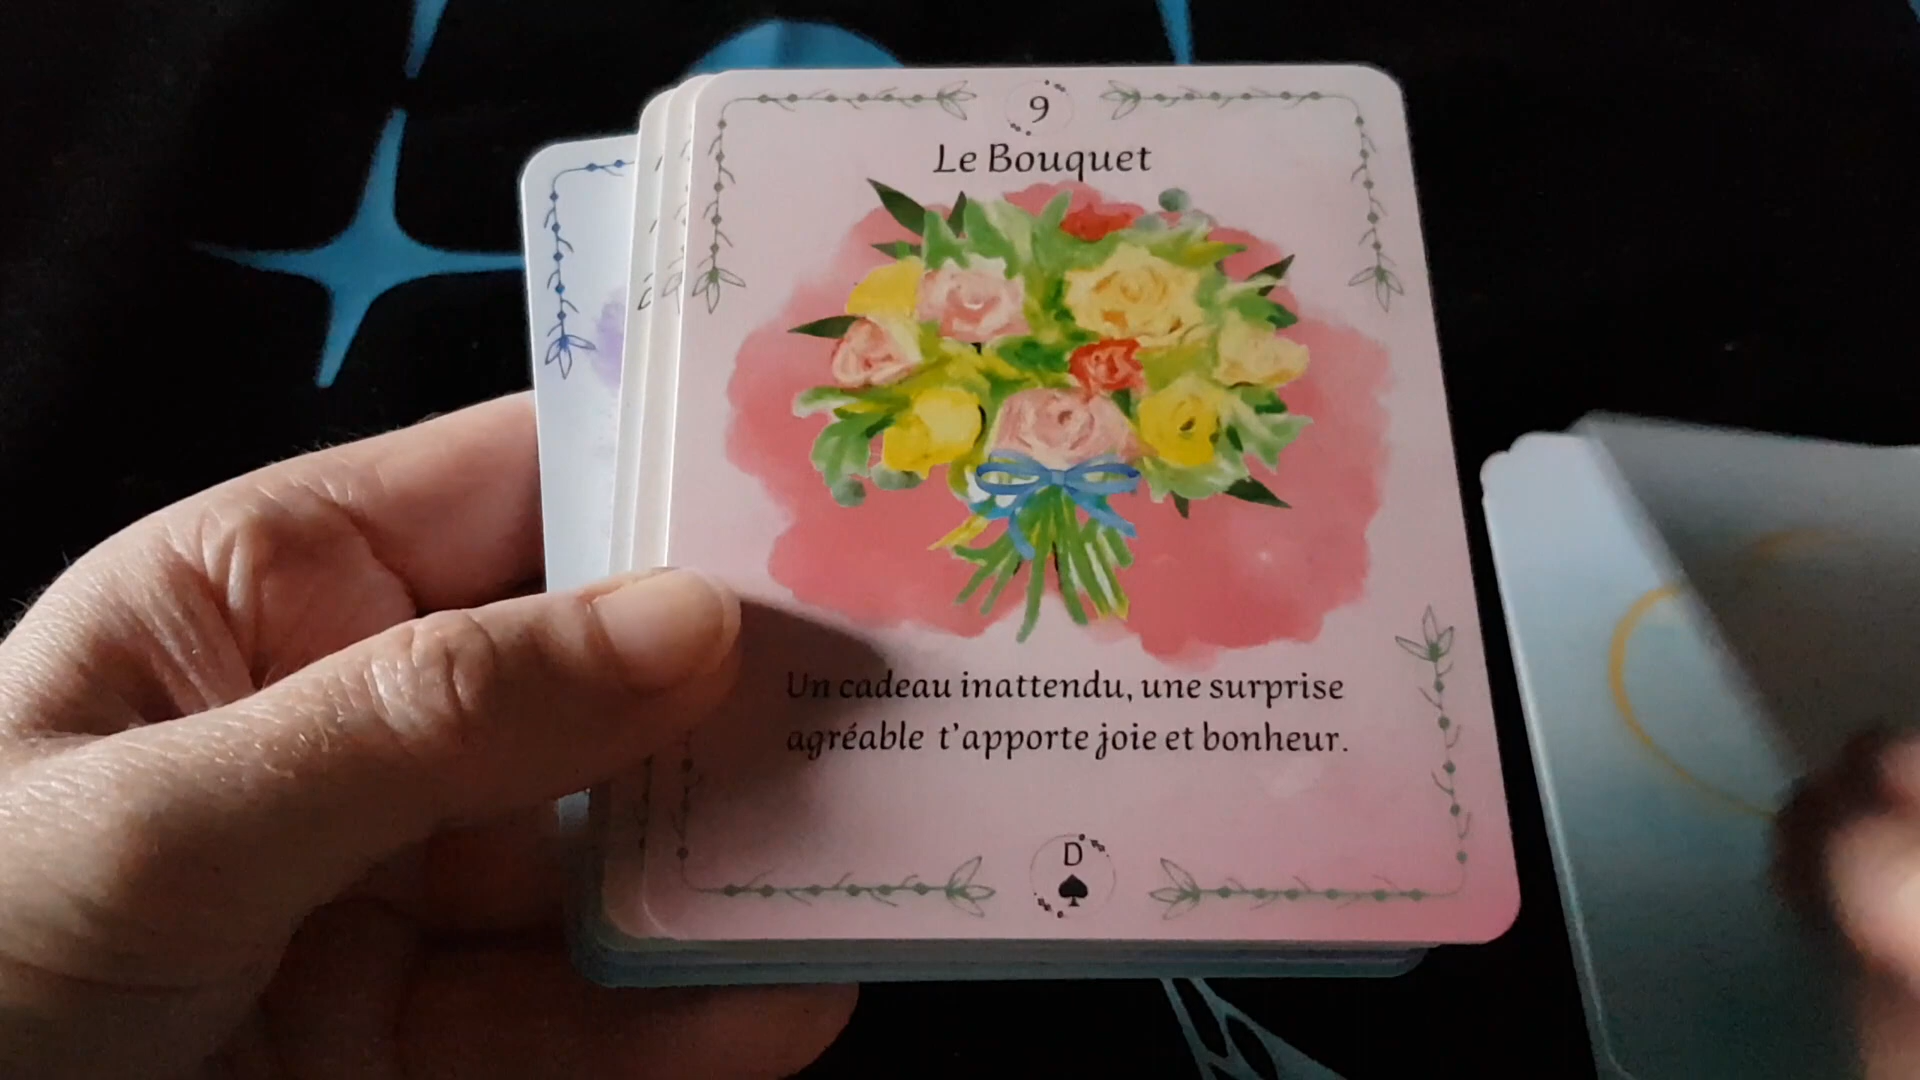 9
Le Bouquet
Un cadeau inattendu, une surprise
agréable t'apporte joie et bonheur.
D